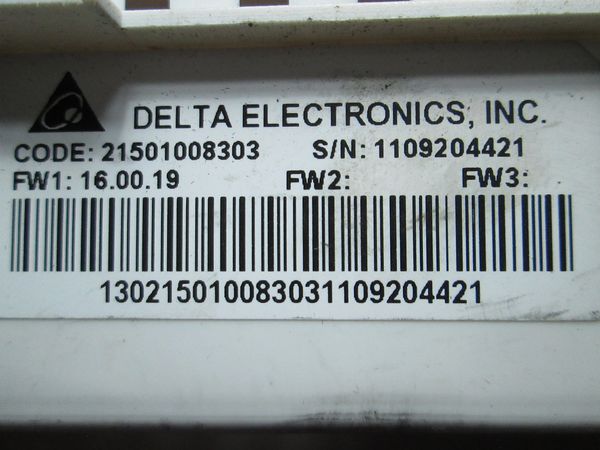 DELTA ELECTRONICS, INC.
CODE: 21501008303 S/N: 1109204421
FW1: 16.00.19 FW2: FW3:
130215010083031109204421